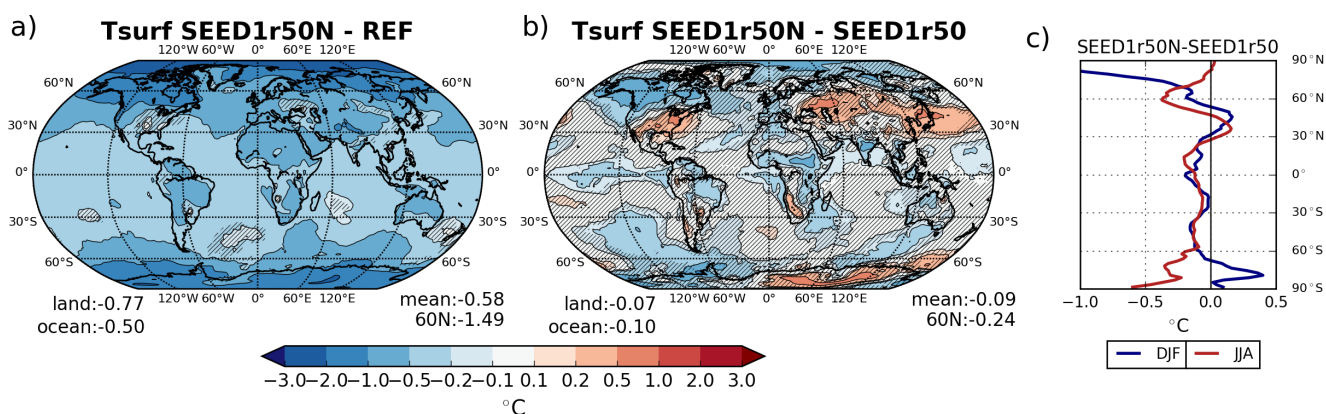 a)
Tsurf SEED1r50N - REF
120°W 60°W 0° 60°E 120°E
60°N
30°N
0°
30°S
60°S
120°W 60°W 0° 60°E 120°E
land:-0.77
ocean:-0.50
mean:-0.58
60N:-1.49
b)
Tsurf SEED1r50N - SEED1r50
120°W 60°W 0° 60°E 120°E
60°N 60°N
30°N 30°N
0° 0°
30°S 30°S
60°S 60°S
120°W 60°W 0° 60°E 120°E
land:-0.07
ocean:-0.10
mean:-0.09
60N:-0.24
−3.0 −2.0 −1.0 −0.5 −0.2 −0.1 0.1 0.2 0.5 1.0 2.0 3.0
°C
c)
SEED1r50N-SEED1r50
90°N
60°N
30°N
0°
30°S
60°S
90°S
−1.0 −0.5 0.0 0.5
°C
DJF JJA